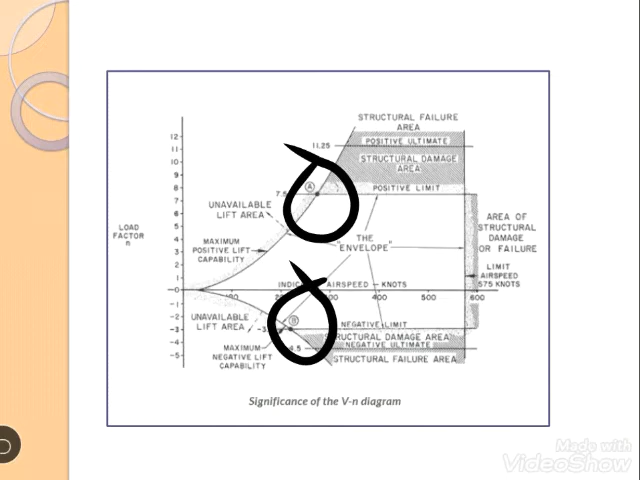 STRUCTURAL FAILURE
AREA
POSITIVE ULTIMATE
11.25
STRUCTURAL DAMAGE
AREA
12
11
10
9
8
7
6
5
4
3
2
1
0
-1
-2
-3
-4
-5
A
7.5
POSITIVE LIMIT
UNAVAILABLE
LIFT AREA
LOAD
FACTOR
n
MAXIMUM
POSITIVE LIFT
CAPABILITY
THE
"ENVELOPE"
AREA OF
STRUCTURAL
DAMAGE
OR FAILURE
LIMIT
AIRSPEED
575 KNOTS
AIRSPEED - KNOTS
300
400
500
600
UNAVAILABLE
LIFT AREA
B
NEGATIVE LIMIT
STRUCTURAL DAMAGE AREA
NEGATIVE ULTIMATE
MAXIMUM
NEGATIVE LIFT
CAPABILITY
STRUCTURAL FAILURE AREA
Significance of the V-n diagram
Made with
VideoShow